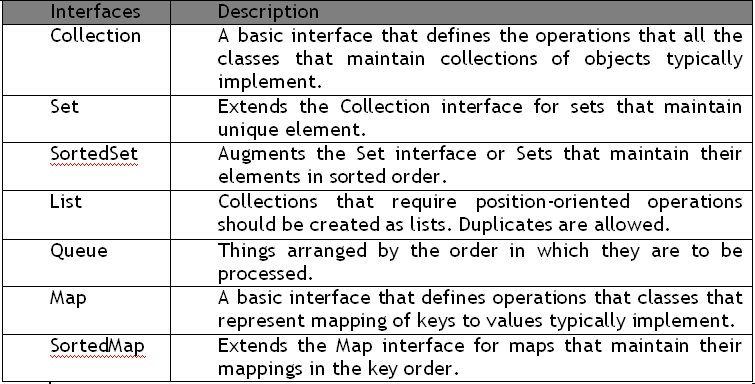 Interfaces Description
Collection A basic interface that defines the operations that all the
classes that maintain collections of objects typically
implement.
Set Extends the Collection interface for sets that maintain
unique element.
SortedSet Augments the Set interface or Sets that maintain their
elements in sorted order.
List Collections that require position-oriented operations
should be created as lists. Duplicates are allowed.
Queue Things arranged by the order in which they are to be
processed.
Map A basic interface that defines operations that classes that
represent mapping of keys to values typically implement.
SortedMap Extends the Map interface for maps that maintain their
mappings in the key order.